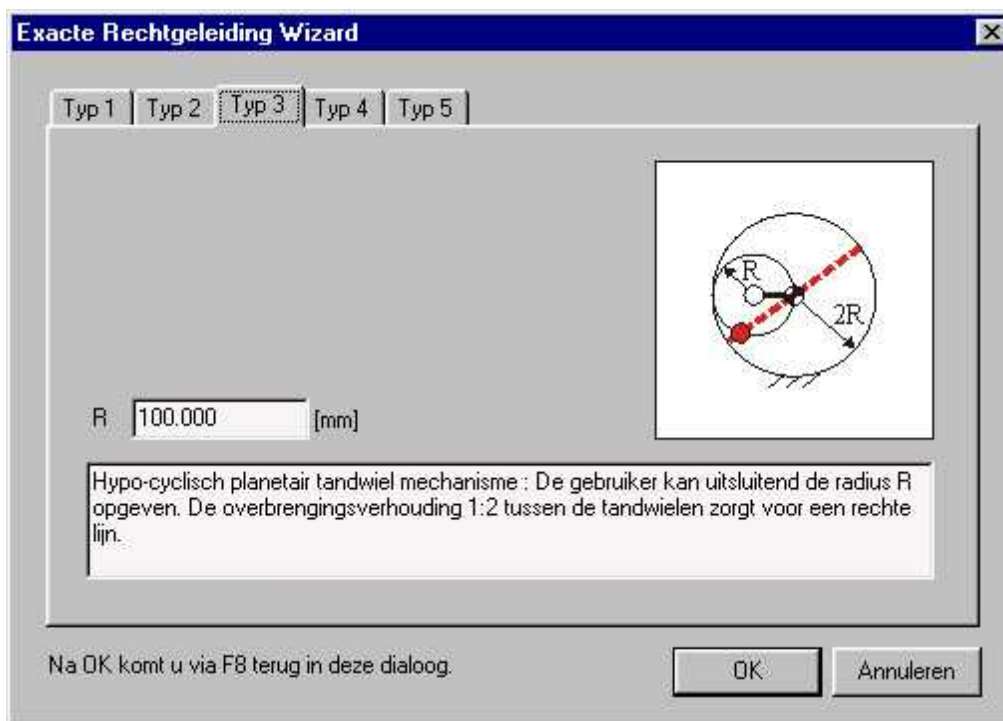 Exacte Rechtgeleiding Wizard
Typ 1 Typ 2 Typ 3 Typ 4 Typ 5
R
2R
R 100.000 [mm]
Hypo-cyclisch planetair tandwiel mechanisme : De gebruiker kan uitsluitend de radius R
opgeven. De overbrengingsverhouding 1:2 tussen de tandwielen zorgt voor een rechte
lijn.
Na OK komt u via F8 terug in deze dialoog.
OK Annuleren